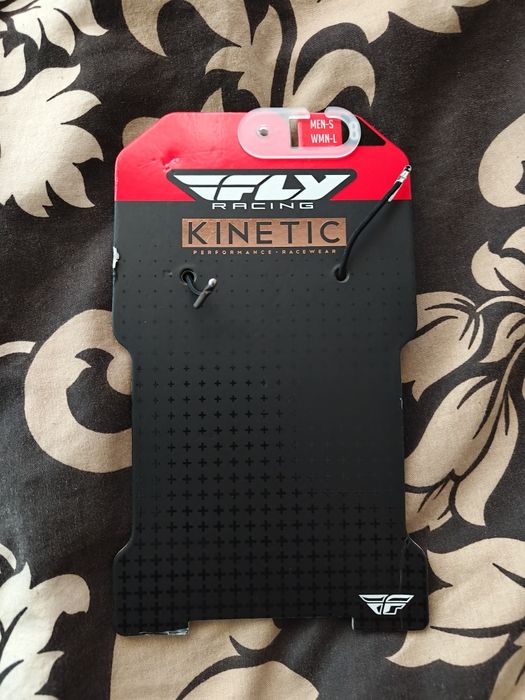 MEN-S
WMN-L
FLY
RACING
KINETIC
PERFORMANCE • RACEWEAR
F